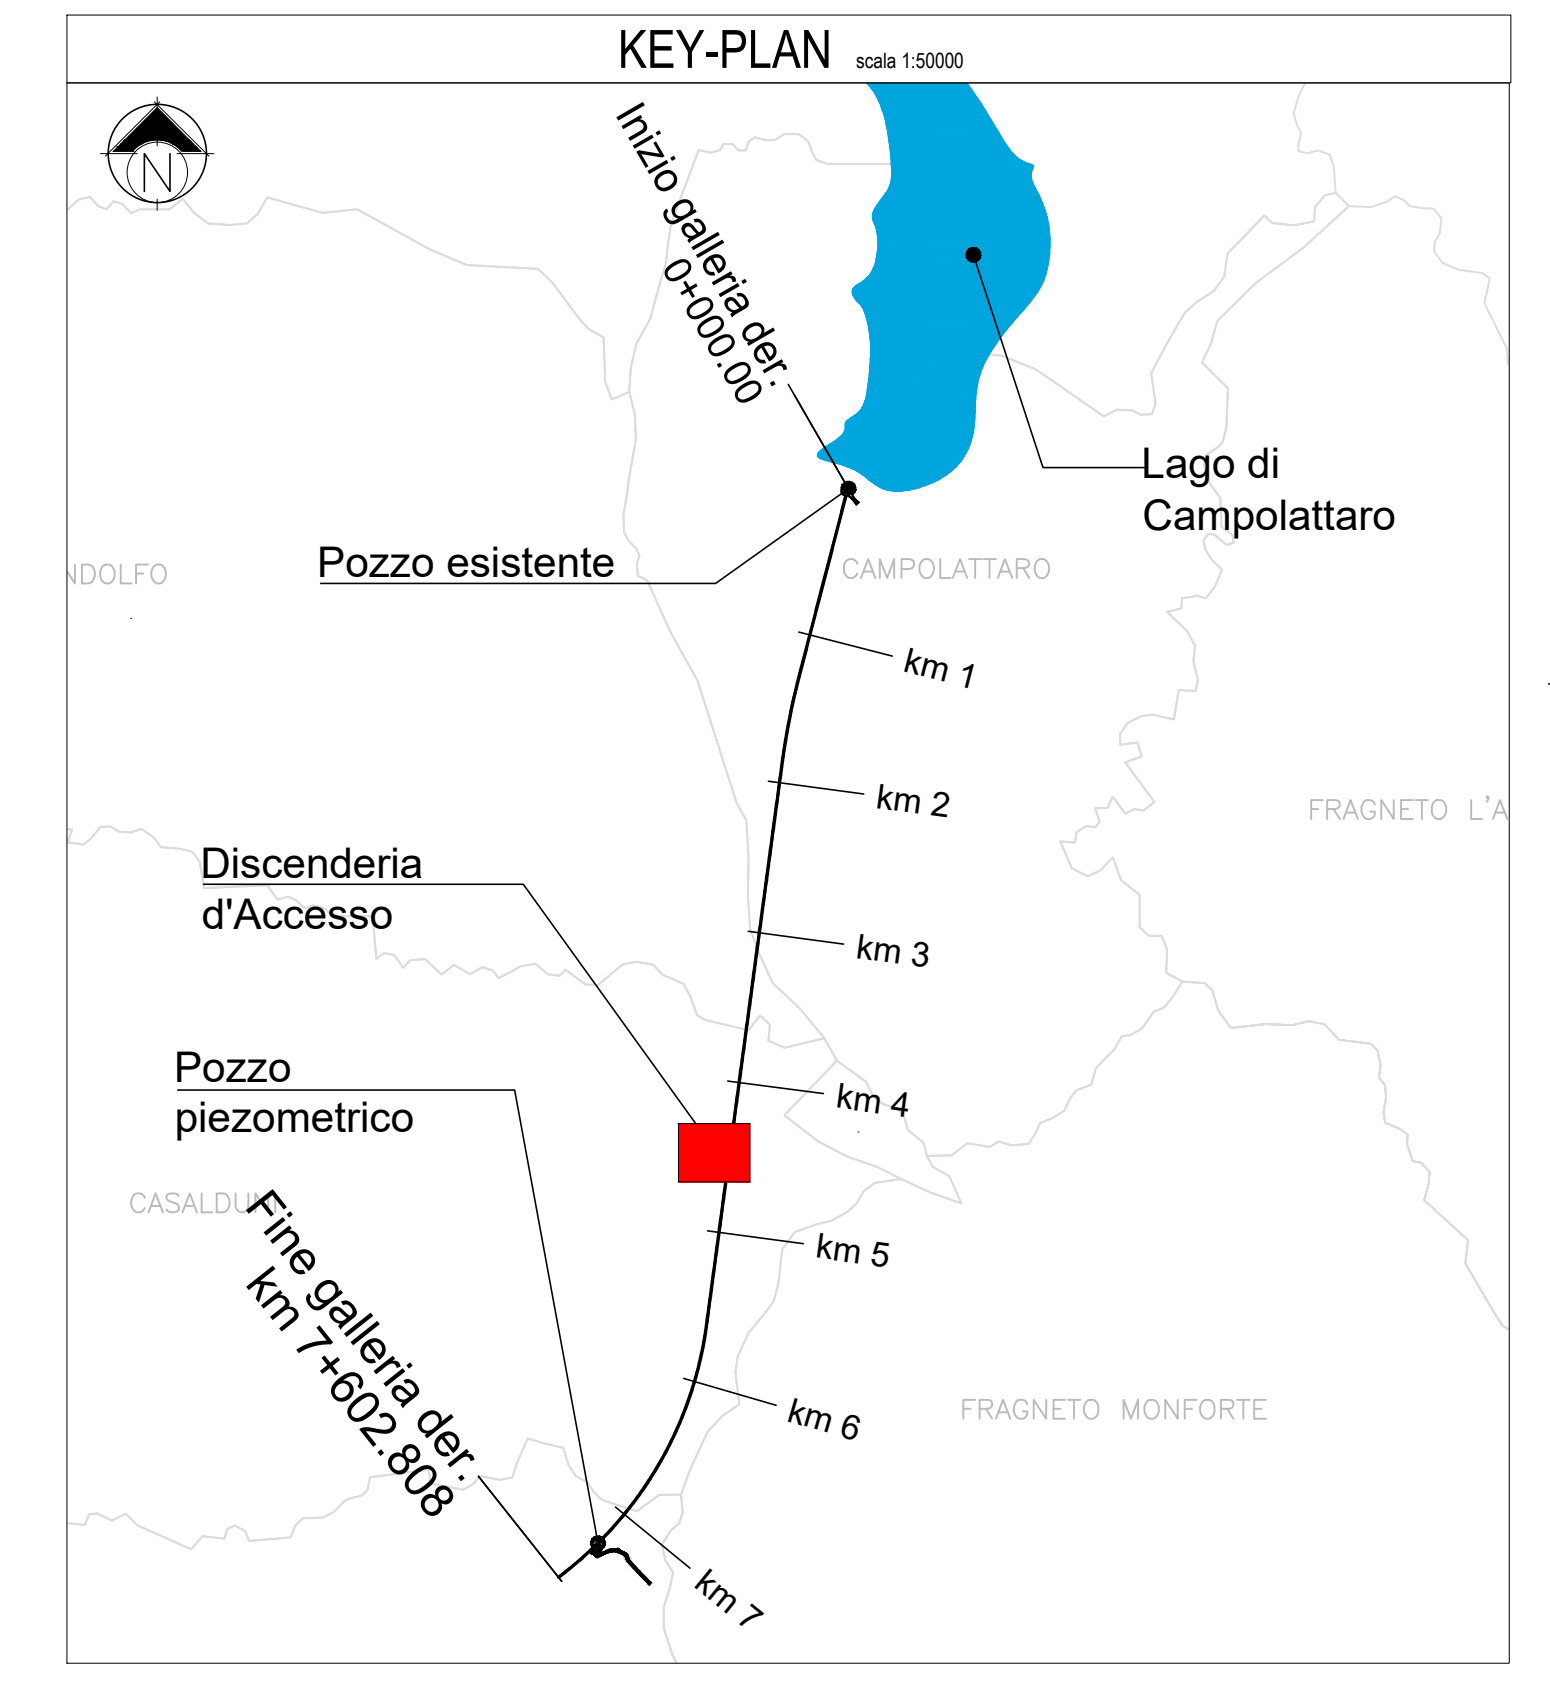 KEY-PLAN scala 1:50000
N
Inizio galleria der.
0+000.00
Lago di
Campolattaro
Pozzo esistente
CAMPOLATTARO
NDOLFO
km 1
km 2
FRAGNETO L'A
Discenderia
d'Accesso
km 3
km 4
Pozzo
piezometrico
CASALDUNI
km 5
Fine galleria der.
km 7+602.808
km 6
FRAGNETO MONFORTE
km 7